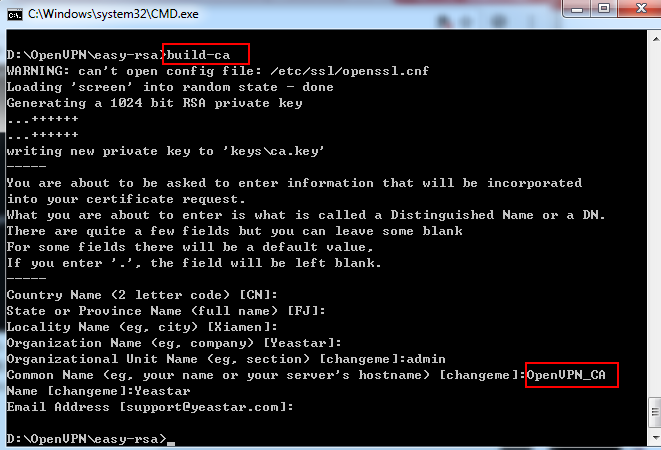 C:\Windows\system32\CMD.exe
D:\OpenVPN\easy-rsa>build-ca
WARNING: can't open config file: /etc/ssl/openssl.cnf
Loading 'screen' into random state - done
Generating a 1024 bit RSA private key
...++++++
...++++++
writing new private key to 'keys\ca.key'
-----
You are about to be asked to enter information that will be incorporated
into your certificate request.
What you are about to enter is what is called a Distinguished Name or a DN.
There are quite a few fields but you can leave some blank
For some fields there will be a default value,
If you enter '.', the field will be left blank.
-----
Country Name (2 letter code) [CN]:
State or Province Name (full name) [FJ]:
Locality Name (eg, city) [Xiamen]:
Organization Name (eg, company) [Yeastar]:
Organizational Unit Name (eg, section) [changeme]:admin
Common Name (eg, your name or your server's hostname) [changeme]:OpenVPN_CA
Name [changeme]:Yeastar
Email Address [support@yeastar.com]:
D:\OpenVPN\easy-rsa>